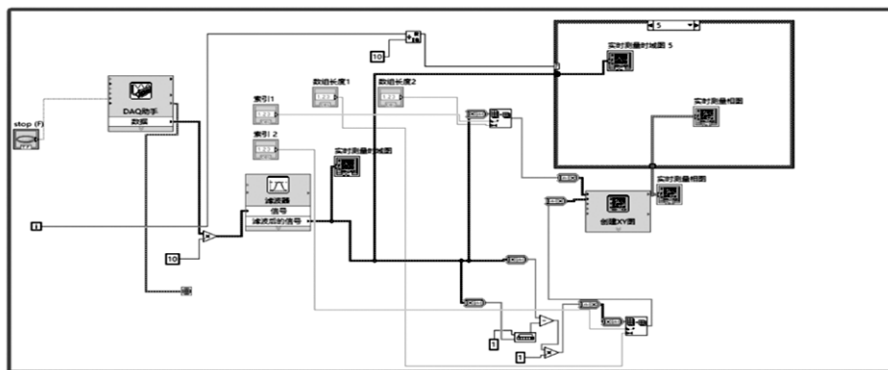 5
实时测量时域图 5
10
数组长度1
数组长度2
索引1
DAQ助手
数据
stop (F)
实时测量相图
索引 2
实时测量时域图
滤波器
信号
滤波后的信号
实时测量相图
创建XY图
i
10
1
1